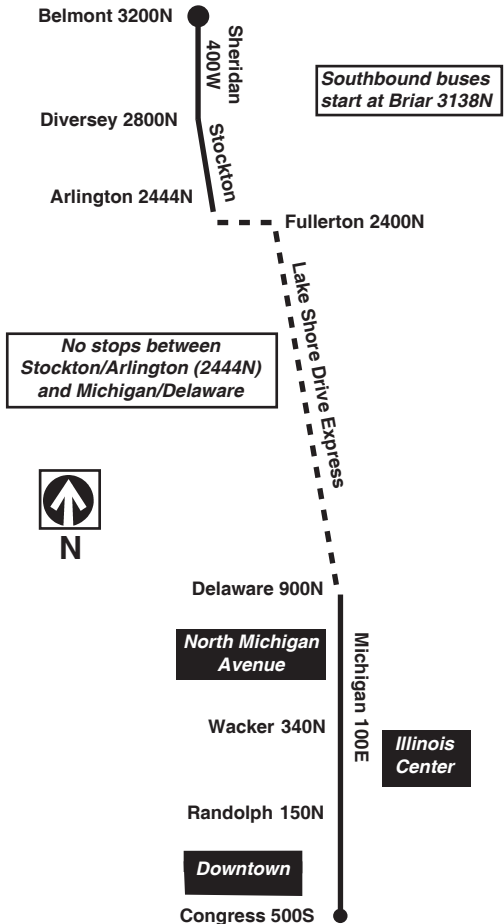 Belmont 3200N
Sheridan
400W
Southbound buses
start at Briar 3138N
Diversey 2800N
Stockton
Arlington 2444N
Fullerton 2400N
Lake Shore Drive Express
No stops between
Stockton/Arlington (2444N)
and Michigan/Delaware
N
Delaware 900N
North Michigan
Avenue
Michigan 100E
Wacker 340N
Illinois
Center
Randolph 150N
Downtown
Congress 500S